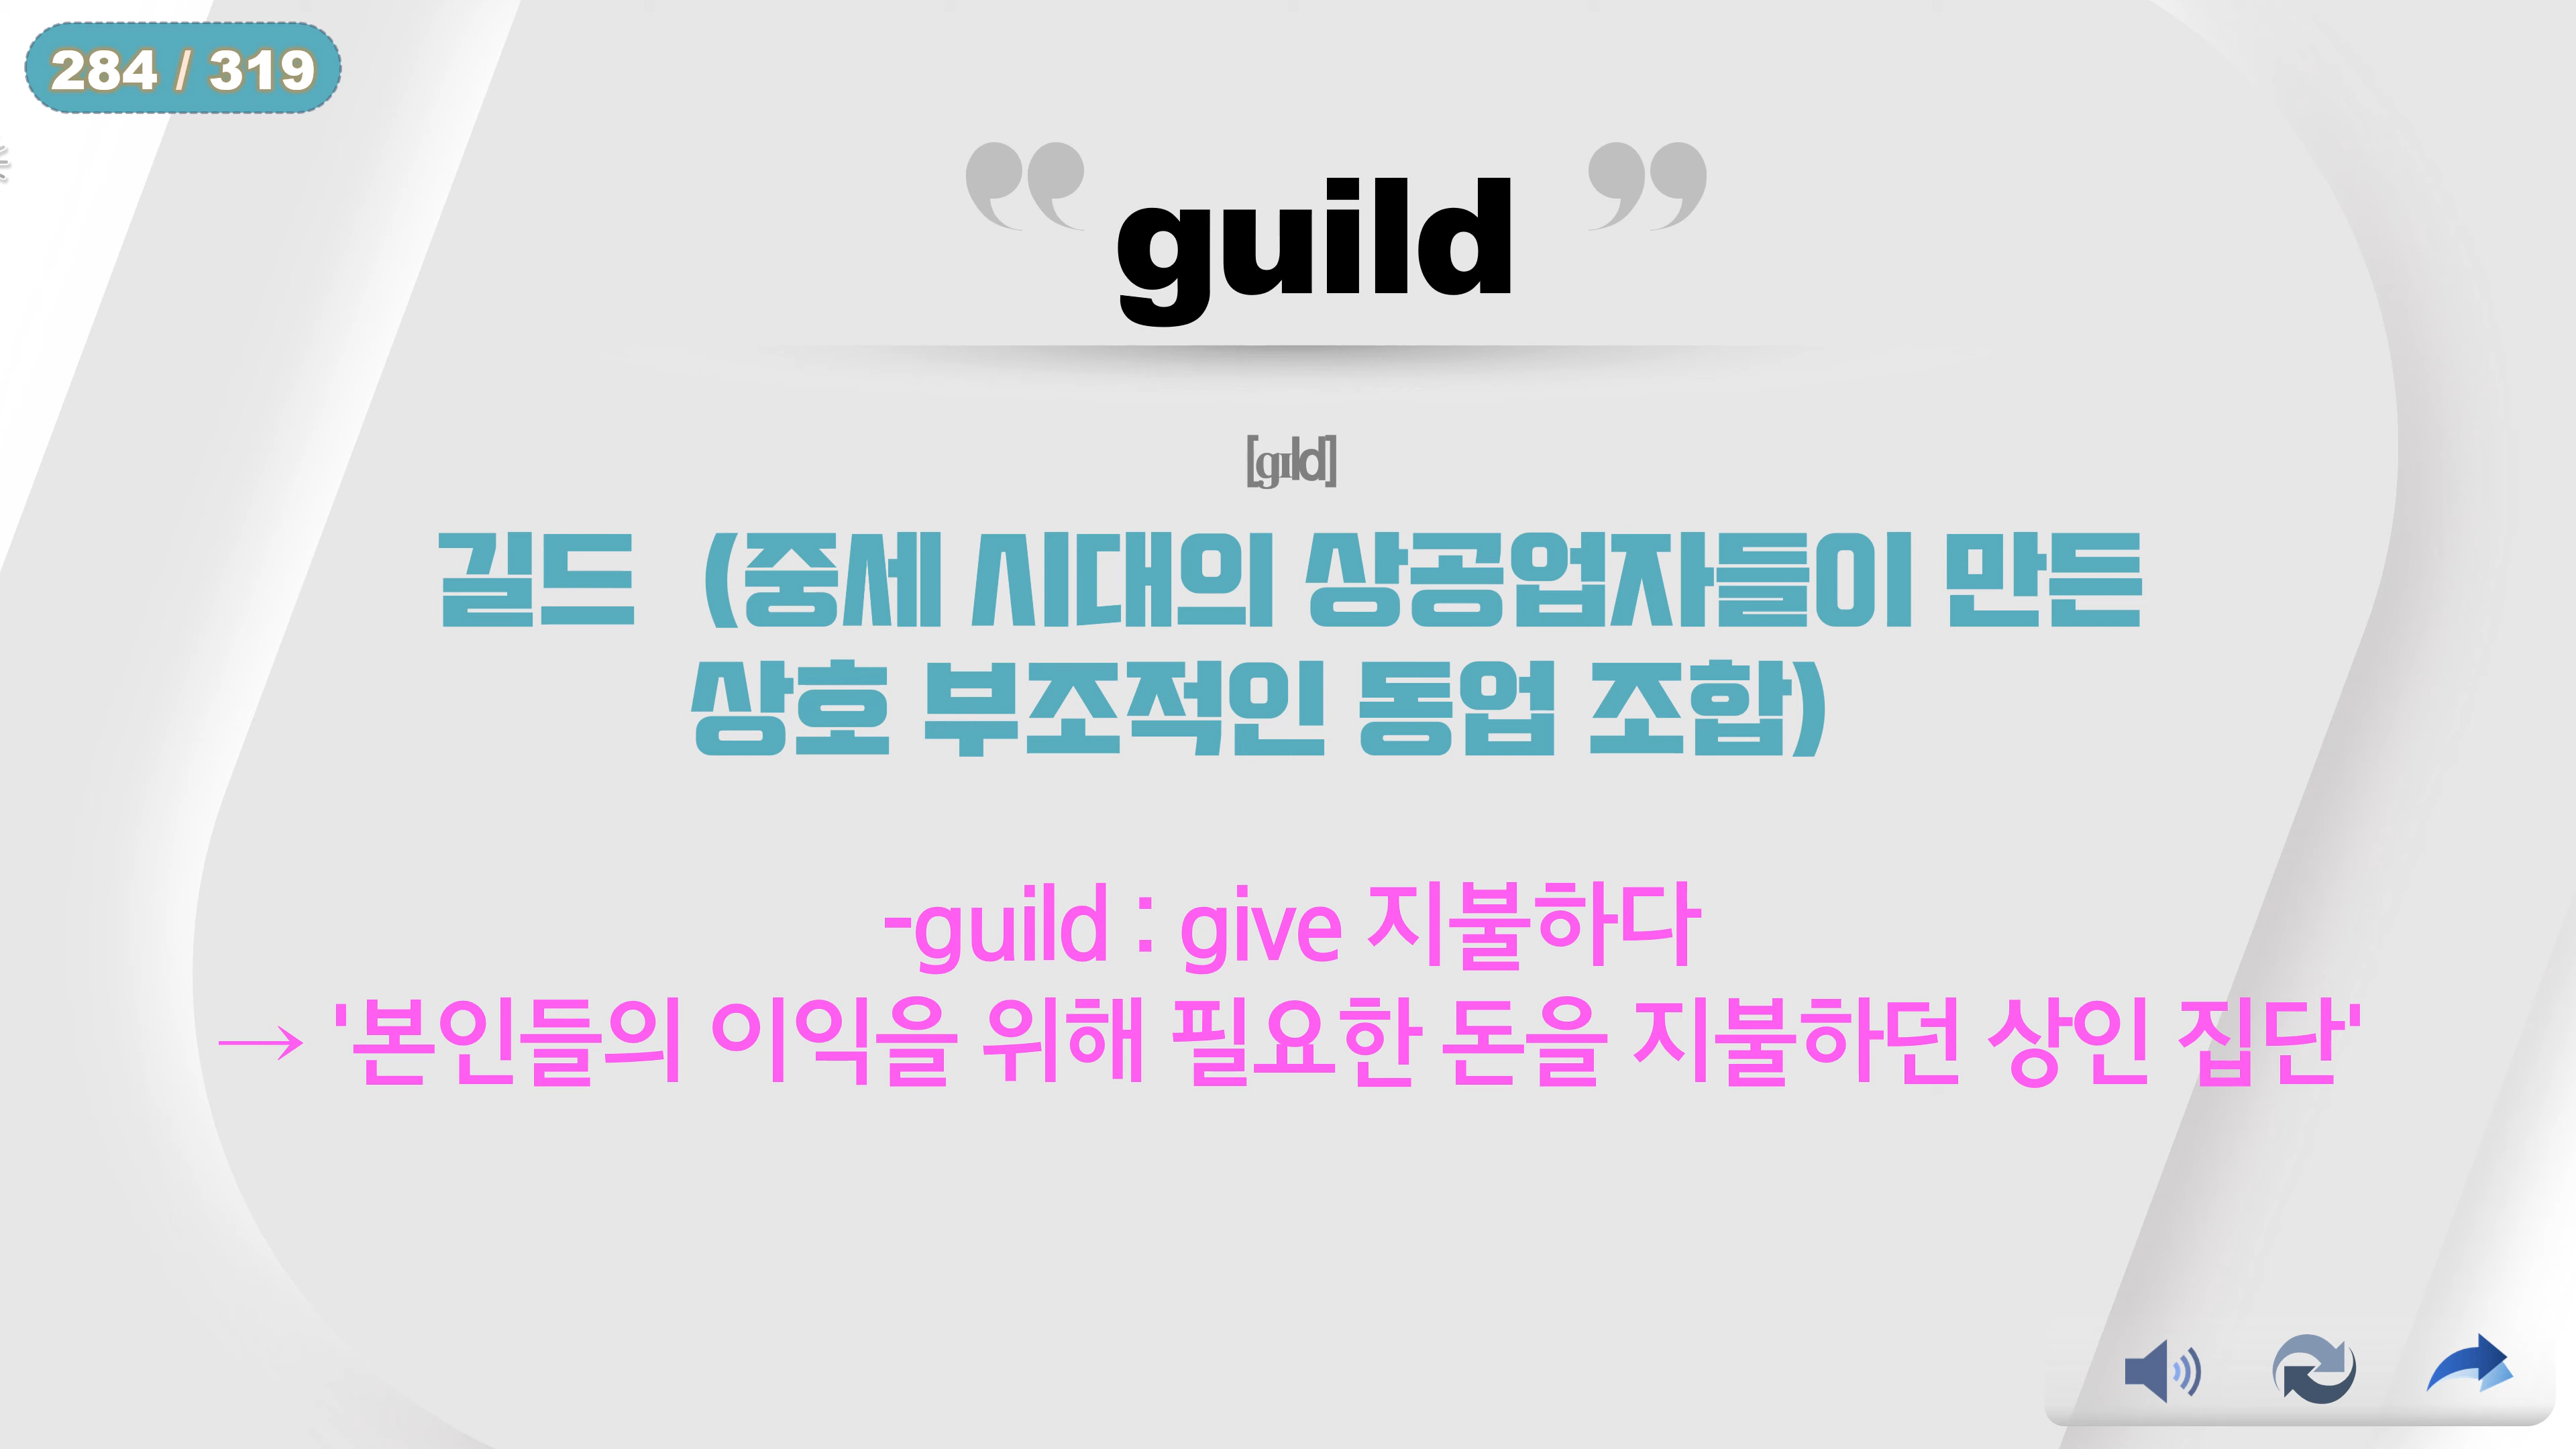 284 / 319
“ guild ”
[gıld]
길드 (중세 시대의 상공업자들이 만든
상호 부조적인 동업 조합)
-guild : give 지불하다
→ '본인들의 이익을 위해 필요한 돈을 지불하던 상인 집단'